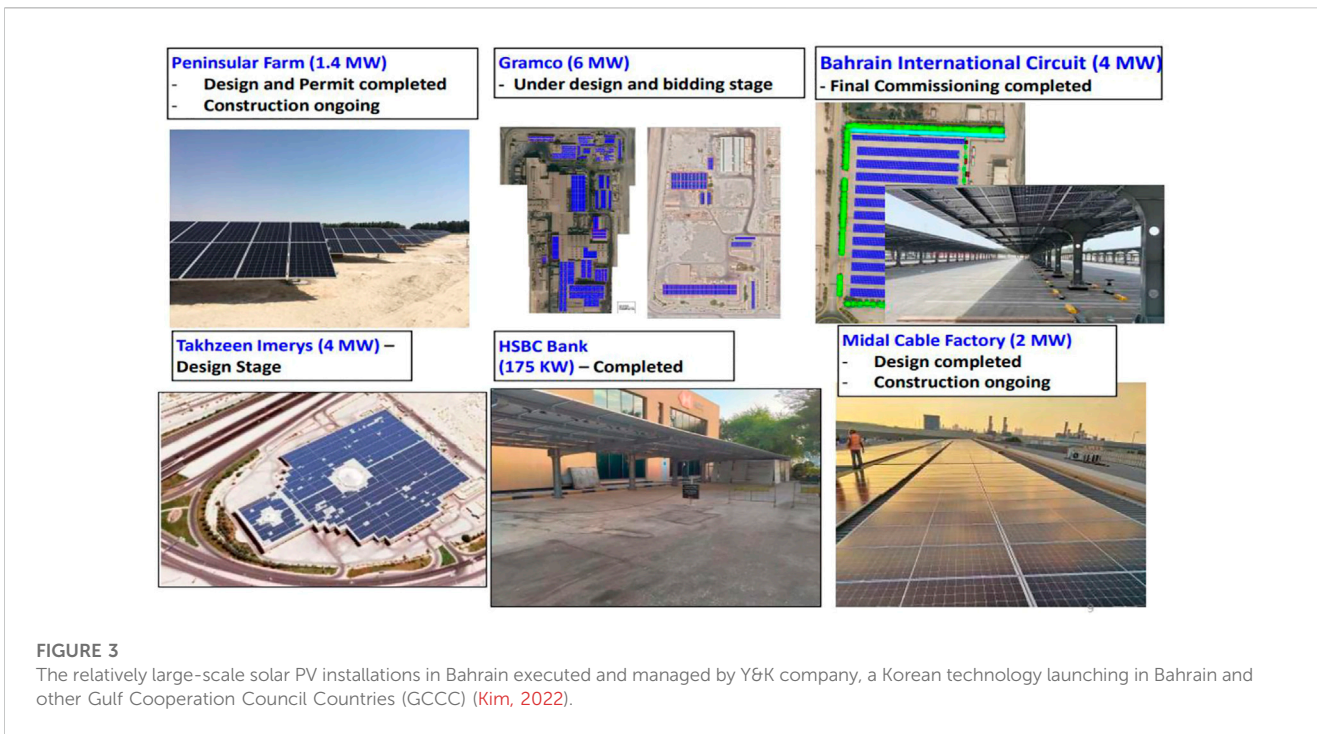 Peninsular Farm (1.4 MW)
- Design and Permit completed
- Construction ongoing
Gramco (6 MW)
- Under design and bidding stage
Bahrain International Circuit (4 MW)
- Final Commissioning completed
Takhzeen Imerys (4 MW) –
Design Stage
HSBC Bank
(175 KW) – Completed
Midal Cable Factory (2 MW)
- Design completed
- Construction ongoing
9
FIGURE 3
The relatively large-scale solar PV installations in Bahrain executed and managed by Y&K company, a Korean technology launching in Bahrain and
other Gulf Cooperation Council Countries (GCCC) (Kim, 2022).